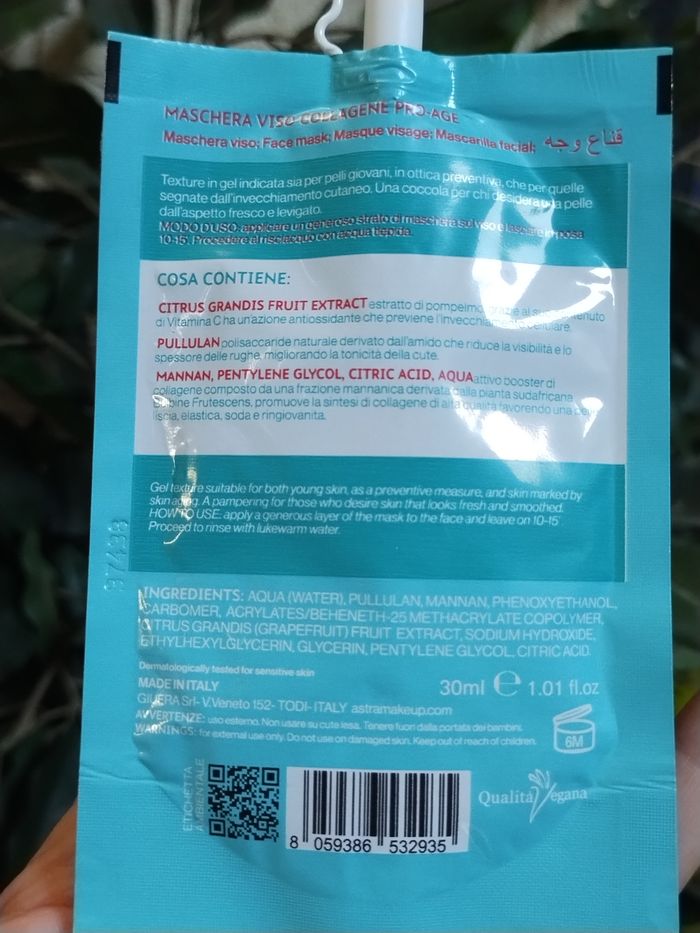 MASCHERA VISO COLLAGENE PRO-AGE
Maschera viso; Face mask; Masque visage; Mascarilla facial; قناع وجه
Texture in gel indicata sia per pelli giovani, in ottica preventiva, che per quelle
segnate dall'invecchiamento cutaneo. Una coccola per chi desidera una pelle
dall'aspetto fresco e levigato.
MODO D'USO: applicare un generoso strato di maschera sul viso e lasciare in posa
10-15'. Procedere al risciacquo con acqua tiepida.
COSA CONTIENE:
CITRUS GRANDIS FRUIT EXTRACT estratto di pompelmo, grazie al suo
di Vitamina C ha un'azione antiossidante che previene l'invecchiamento cellulare.
PULLULAN polisaccaride naturale derivato dall'amido che riduce la visibilità e lo
spessore delle rughe, migliorando la tonicità della cute.
MANNAN, PENTYLENE GLYCOL, CITRIC ACID, AQUA attivo booster di
collagene composto da una frazione mannanica derivata dalla pianta sudafricana
Frutescens, promuove la sintesi di collagene di alta qualità favorendo una pelle
liscia, elastica, soda e ringiovanita.
Gel texture suitable for both young skin, as a preventive measure, and skin marked by
skin aging. A pampering for those who desire skin that looks fresh and smoothed.
HOW TO USE: apply a generous layer of the mask to the face and leave on 10-15'
Proceed to rinse with lukewarm water.
INGREDIENTS: AQUA (WATER), PULLULAN, MANNAN, PHENOXYETHANOL,
CARBOMER, ACRYLATES/BEHENETH-25 METHACRYLATE COPOLYMER,
CITRUS GRANDIS (GRAPEFRUIT) FRUIT EXTRACT, SODIUM HYDROXIDE,
ETHYLHEXYLGLYCERIN, GLYCERIN, PENTYLENE GLYCOL, CITRIC ACID.
Dermatologically tested for sensitive skin
MADE IN ITALY
30ml e 1.01 fl.oz
GIUERA Srl- V.Veneto 152- TODI- ITALY astramakeup.com
AVVERTENZE: uso esterno. Non usare su cute lesa. Tenere fuori dalla portata dei bambini.
WARNINGS: for external use only. Do not use on damaged skin. Keep out of reach of children.
6M
ETICHETTA
AMBIENTALE
8 059386 532935
Qualità Vegana